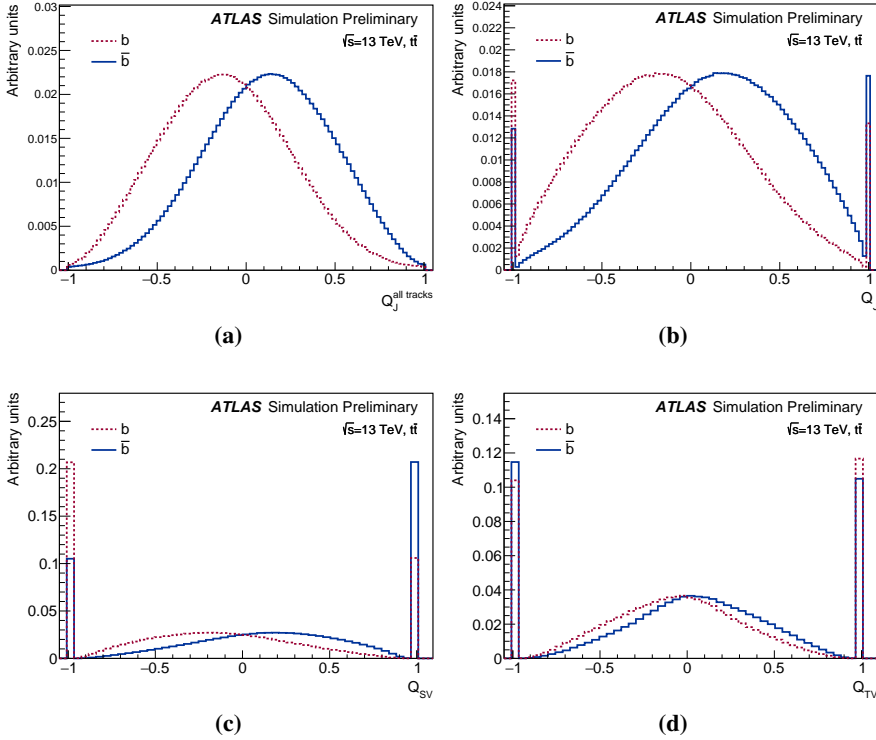 Arbitrary units
ATLAS Simulation Preliminary
√s=13 TeV, tt̄
b
b̄
0.03
0.025
0.02
0.015
0.01
0.005
0
−1 −0.5 0 0.5 1
Q_J^{all tracks}
(a)
Arbitrary units
ATLAS Simulation Preliminary
√s=13 TeV, tt̄
b
b̄
0.024
0.022
0.02
0.018
0.016
0.014
0.012
0.01
0.008
0.006
0.004
0.002
0
−1 −0.5 0 0.5 1
Q_J
(b)
Arbitrary units
ATLAS Simulation Preliminary
√s=13 TeV, tt̄
b
b̄
0.25
0.2
0.15
0.1
0.05
0
−1 −0.5 0 0.5 1
Q_SV
(c)
Arbitrary units
ATLAS Simulation Preliminary
√s=13 TeV, tt̄
b
b̄
0.14
0.12
0.1
0.08
0.06
0.04
0.02
0
−1 −0.5 0 0.5 1
Q_TV
(d)